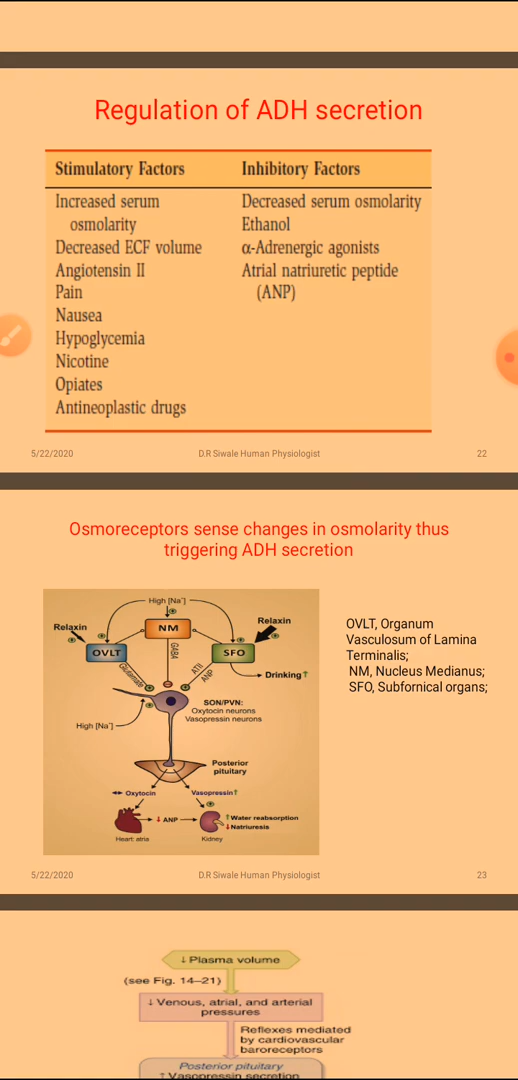 Regulation of ADH secretion
Stimulatory Factors
Inhibitory Factors
Increased serum
osmolarity
Decreased ECF volume
Angiotensin II
Pain
Nausea
Hypoglycemia
Nicotine
Opiates
Antineoplastic drugs
Decreased serum osmolarity
Ethanol
α-Adrenergic agonists
Atrial natriuretic peptide
(ANP)
5/22/2020
D.R Siwale Human Physiologist
22
Osmoreceptors sense changes in osmolarity thus
triggering ADH secretion
High [Na⁺]
Relaxin
NM
Relaxin
OVLT
SFO
GABA
Glutamate
ATII
ANP
Drinking↑
SON/PVN:
Oxytocin neurons
Vasopressin neurons
High [Na⁺]
Posterior
pituitary
Oxytocin
Vasopressin↑
↓ ANP
↑Water reabsorption
↓Natriuresis
Heart: atria
Kidney
OVLT, Organum
Vasculosum of Lamina
Terminalis;
NM, Nucleus Medianus;
SFO, Subfornical organs;
5/22/2020
D.R Siwale Human Physiologist
23
↓ Plasma volume
(see Fig. 14–21)
↓ Venous, atrial, and arterial
pressures
Reflexes mediated
by cardiovascular
baroreceptors
Posterior pituitary
↑ Vasopressin secretion